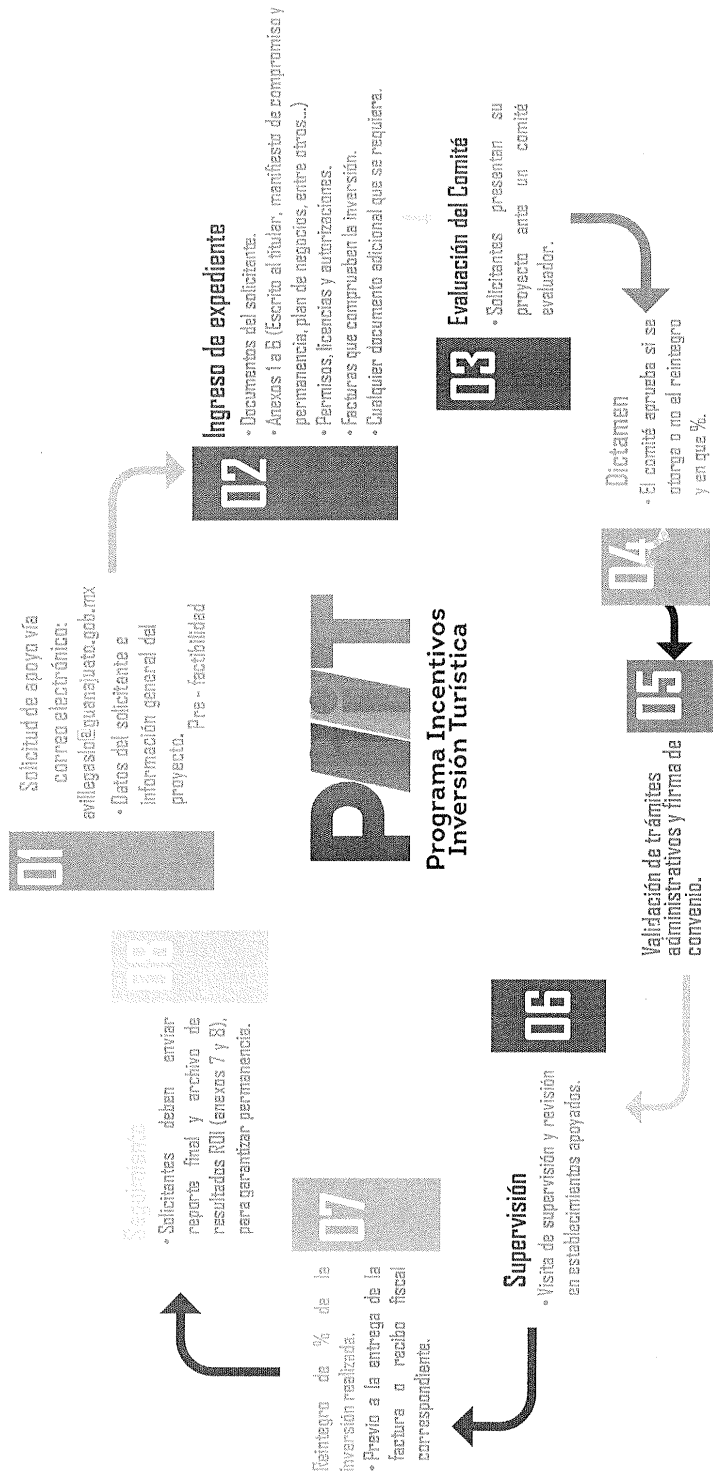 01
Solicitud de apoyo vía
correo electrónico:
avillegaslo@guanajuato.gob.mx
• Datos del solicitante e
información general del
proyecto. Pre-factibilidad
02
Ingreso de expediente
• Documentos del solicitante.
• Anexos 1 a 6 (Escrito al titular, manifiesto de compromiso y
permanencia, plan de negocios, entre otros...)
• Permisos, licencias y autorizaciones.
• Facturas que comprueben la inversión.
• Cualquier documento adicional que se requiera.
03
Evaluación del Comité
• Solicitantes presentan su
proyecto ante un comité
evaluador.
04
Dictamen
• El comité aprueba si se
otorga o no el reintegro
y en que %.
05
Validación de trámites
administrativos y firma de
convenio.
06
Supervisión
• Visita de supervisión y revisión
en establecimientos apoyados.
07
Reintegro de % de la
inversión realizada.
• Previo a la entrega de la
factura o recibo fiscal
correspondiente.
08
Seguimiento
• Solicitantes deben enviar
reporte final y archivo de
resultados ROI (anexos 7 y 8),
para garantizar permanencia.
PIIT
Programa Incentivos
Inversión Turística